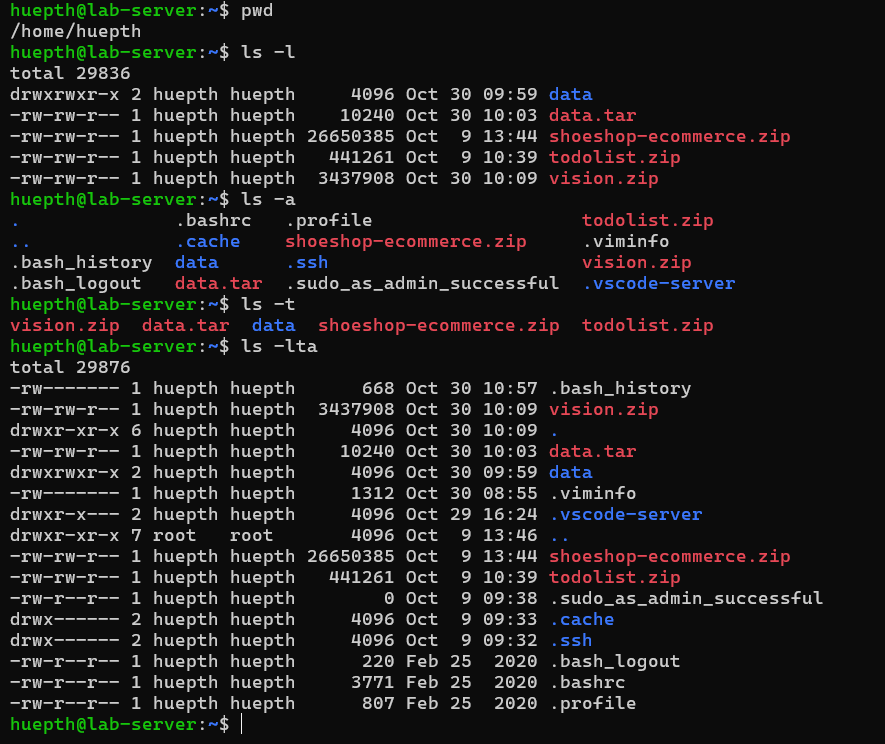 huepth@lab-server:~$ pwd
/home/huepth
huepth@lab-server:~$ ls -l
total 29836
drwxrwxr-x 2 huepth huepth     4096 Oct 30 09:59 data
-rw-rw-r-- 1 huepth huepth    10240 Oct 30 10:03 data.tar
-rw-rw-r-- 1 huepth huepth 26650385 Oct  9 13:44 shoeshop-ecommerce.zip
-rw-rw-r-- 1 huepth huepth   441261 Oct  9 10:39 todolist.zip
-rw-rw-r-- 1 huepth huepth  3437908 Oct 30 10:09 vision.zip
huepth@lab-server:~$ ls -a
.              .bashrc   .profile                   todolist.zip
..             .cache    shoeshop-ecommerce.zip     .viminfo
.bash_history  data      .ssh                       vision.zip
.bash_logout   data.tar  .sudo_as_admin_successful  .vscode-server
huepth@lab-server:~$ ls -t
vision.zip  data.tar  data  shoeshop-ecommerce.zip  todolist.zip
huepth@lab-server:~$ ls -lta
total 29876
-rw------- 1 huepth huepth      668 Oct 30 10:57 .bash_history
-rw-rw-r-- 1 huepth huepth  3437908 Oct 30 10:09 vision.zip
drwxr-xr-x 6 huepth huepth     4096 Oct 30 10:09 .
-rw-rw-r-- 1 huepth huepth    10240 Oct 30 10:03 data.tar
drwxrwxr-x 2 huepth huepth     4096 Oct 30 09:59 data
-rw------- 1 huepth huepth     1312 Oct 30 08:55 .viminfo
drwxr-x--- 2 huepth huepth     4096 Oct 29 16:24 .vscode-server
drwxr-xr-x 7 root   root       4096 Oct  9 13:46 ..
-rw-rw-r-- 1 huepth huepth 26650385 Oct  9 13:44 shoeshop-ecommerce.zip
-rw-rw-r-- 1 huepth huepth   441261 Oct  9 10:39 todolist.zip
-rw-r--r-- 1 huepth huepth        0 Oct  9 09:38 .sudo_as_admin_successful
drwx------ 2 huepth huepth     4096 Oct  9 09:33 .cache
drwx------ 2 huepth huepth     4096 Oct  9 09:32 .ssh
-rw-r--r-- 1 huepth huepth      220 Feb 25  2020 .bash_logout
-rw-r--r-- 1 huepth huepth     3771 Feb 25  2020 .bashrc
-rw-r--r-- 1 huepth huepth      807 Feb 25  2020 .profile
huepth@lab-server:~$